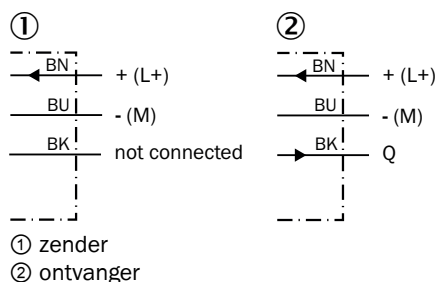 ① ②
BN + (L+) BN + (L+)
BU - (M) BU - (M)
BK not connected BK Q
① zender
② ontvanger